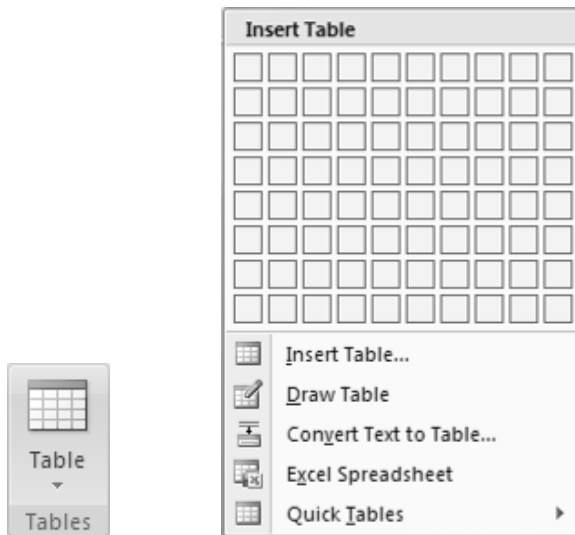 Insert Table
Insert Table...
Draw Table
Convert Text to Table...
Excel Spreadsheet
Quick Tables
Table
Tables